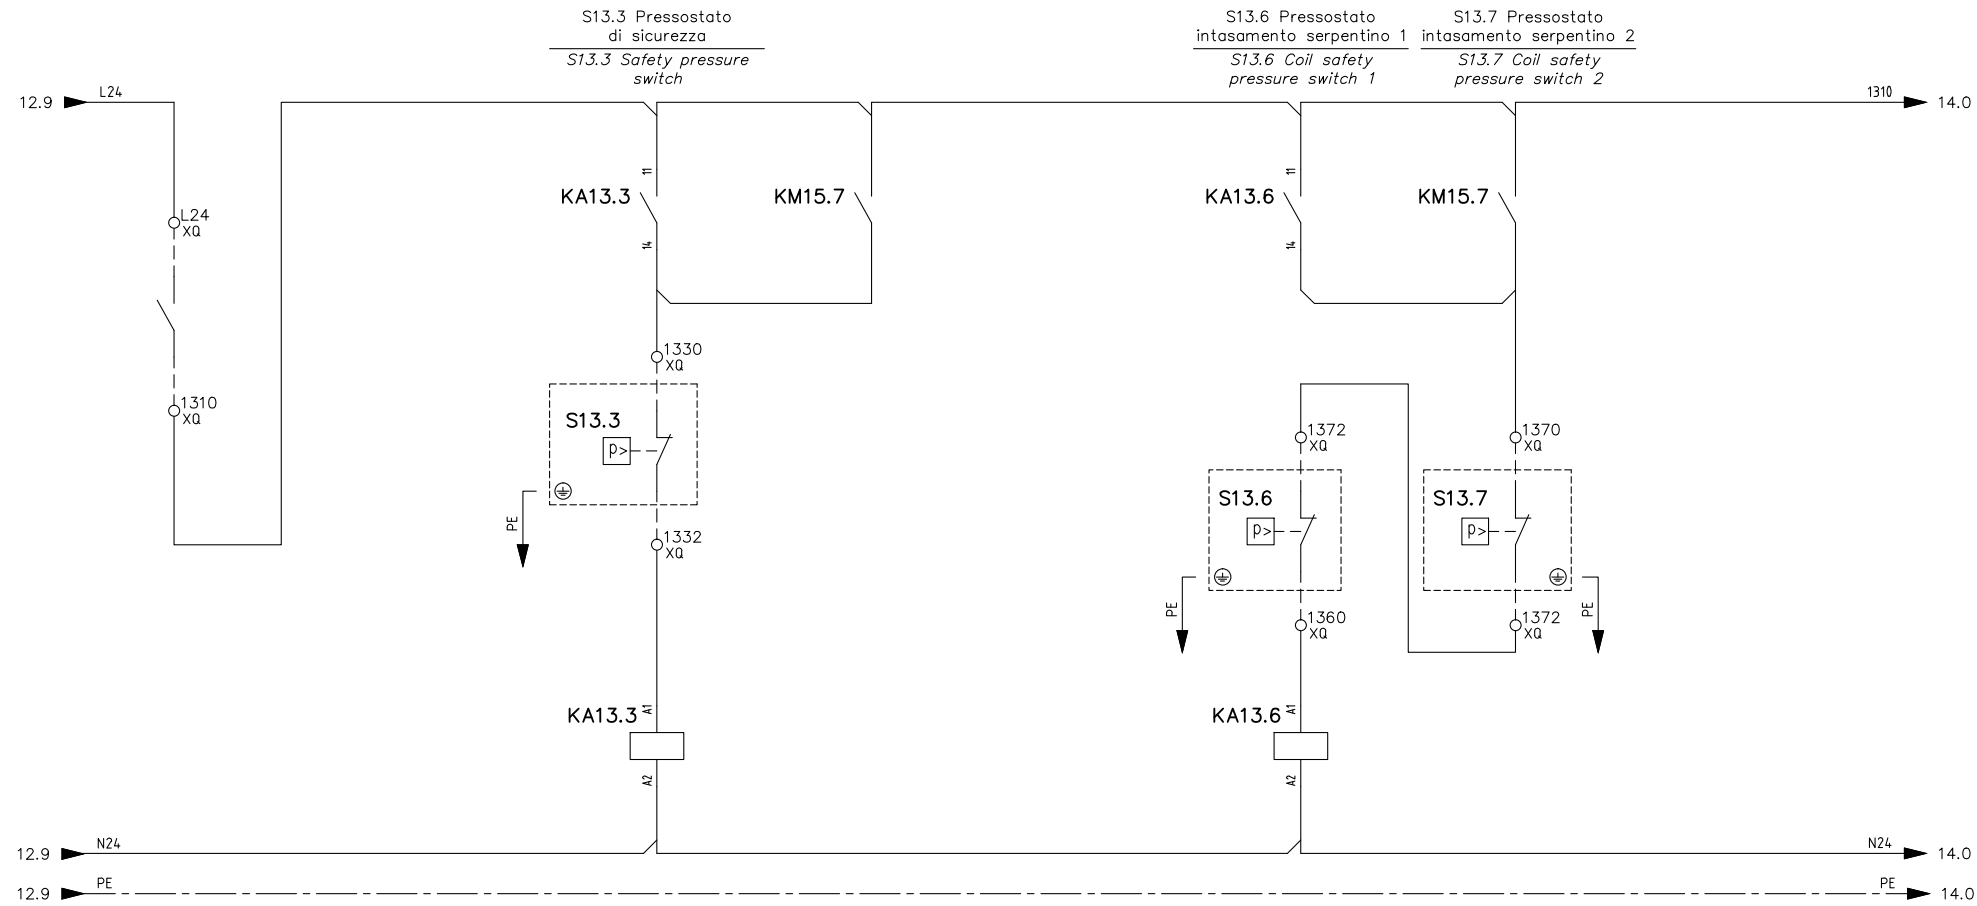 S13.3 Pressostato
di sicurezza
S13.3 Safety pressure
switch
S13.6 Pressostato
intasamento serpentino 1
S13.6 Coil safety
pressure switch 1
S13.7 Pressostato
intasamento serpentino 2
S13.7 Coil safety
pressure switch 2
12.9
L24
1310
14.0
11
11
KA13.3
KM15.7
KA13.6
KM15.7
L24
XQ
14
14
1330
XQ
1310
XQ
S13.3
p>
1372
XQ
1370
XQ
S13.6
S13.7
PE
p>
p>
1332
XQ
PE
PE
1360
XQ
1372
XQ
KA13.3
A1
KA13.6
A1
A2
A2
12.9
N24
N24
14.0
12.9
PE
PE
14.0